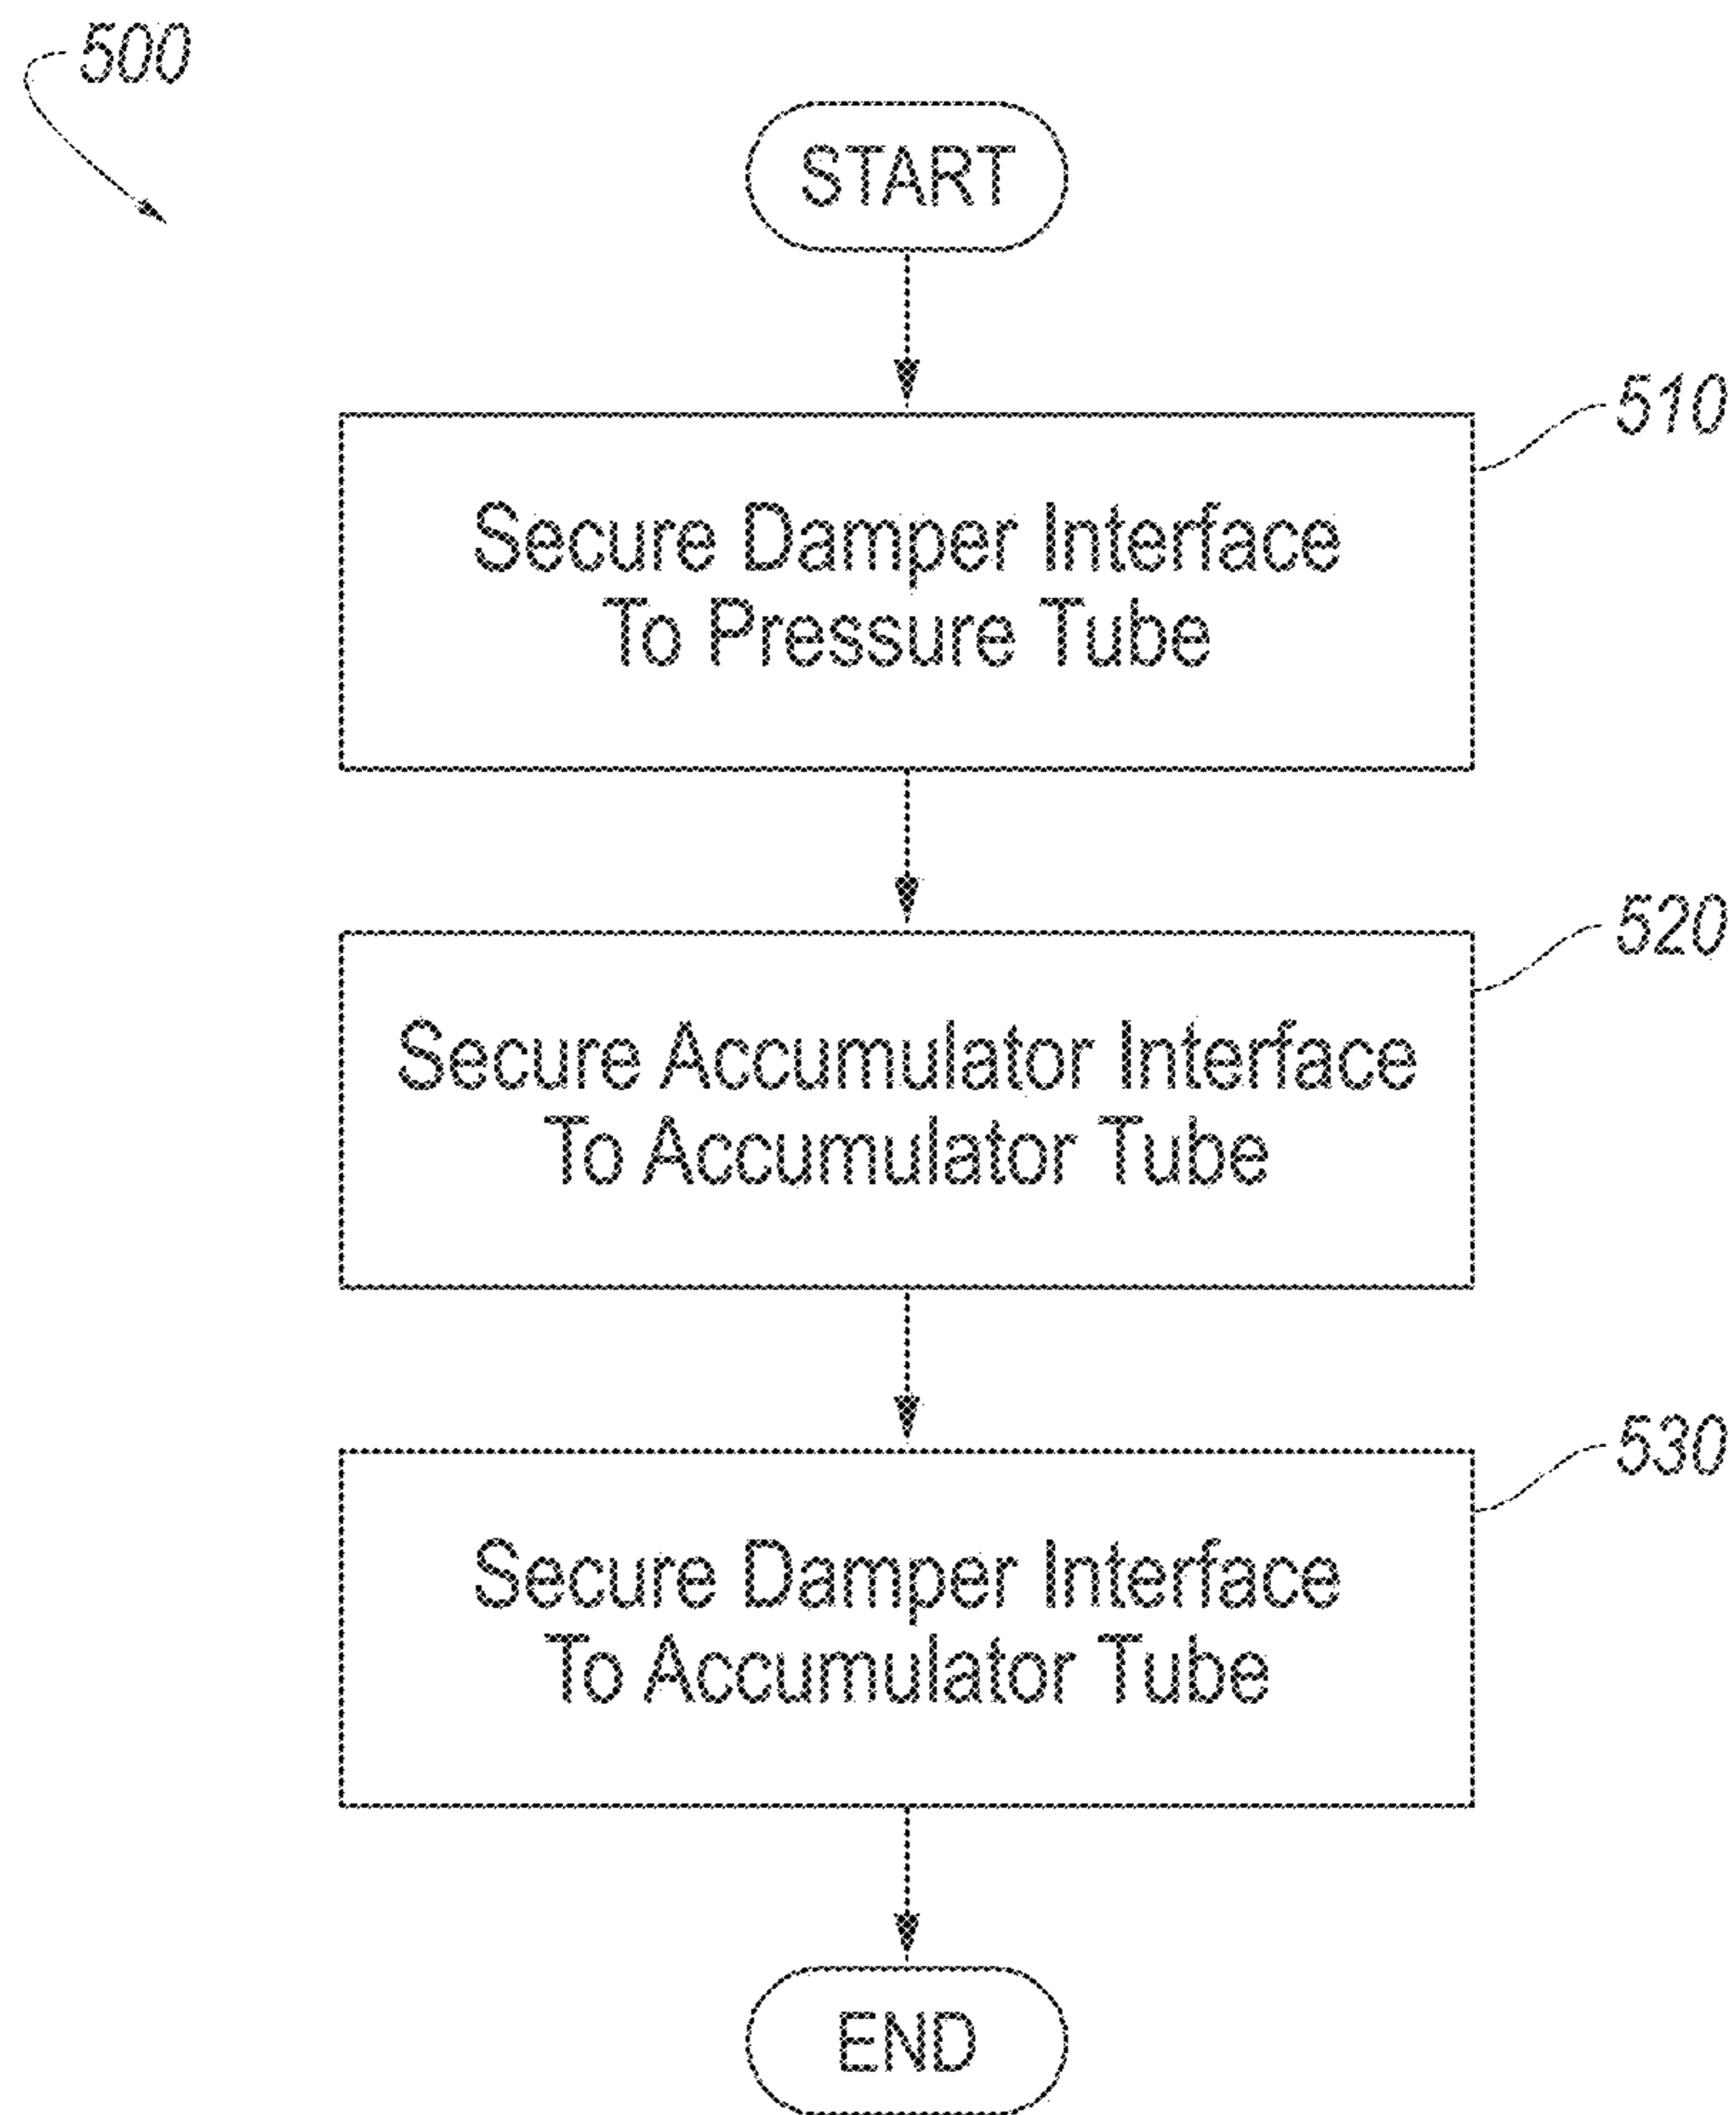 500
START
510
Secure Damper Interface
To Pressure Tube
520
Secure Accumulator Interface
To Accumulator Tube
530
Secure Damper Interface
To Accumulator Tube
END